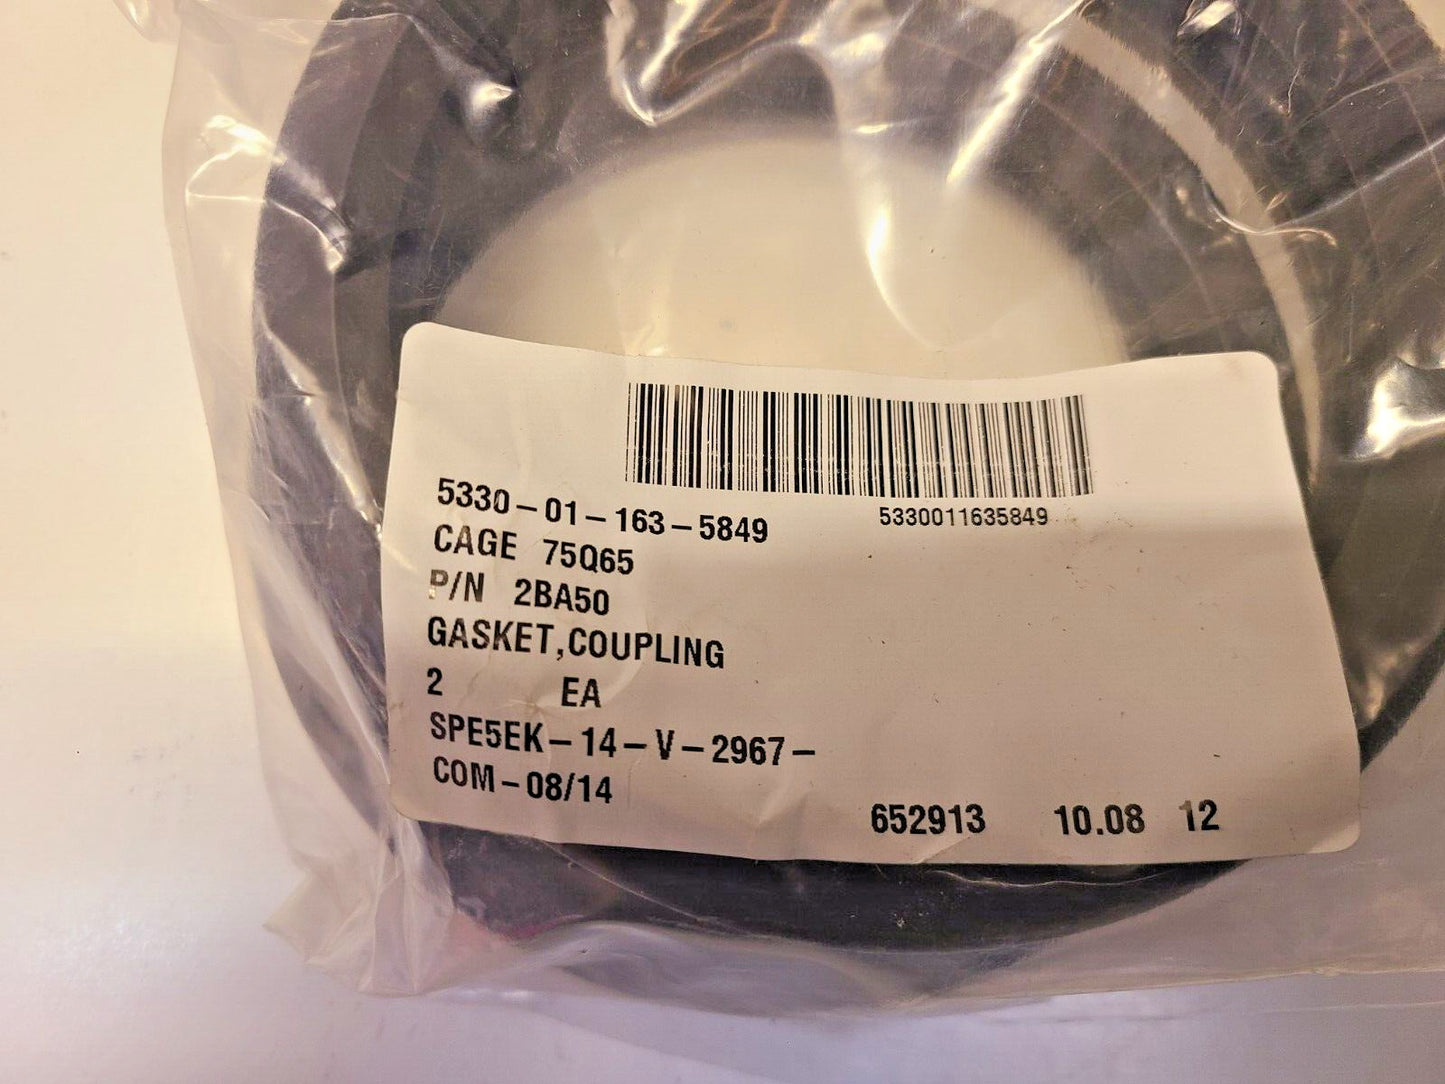 5330-01-163-5849
5330011635849
CAGE 75Q65
P/N 2BA50
GASKET,COUPLING
2 EA
SPE5EK-14-V-2967-
COM-08/14
652913 10.08 12